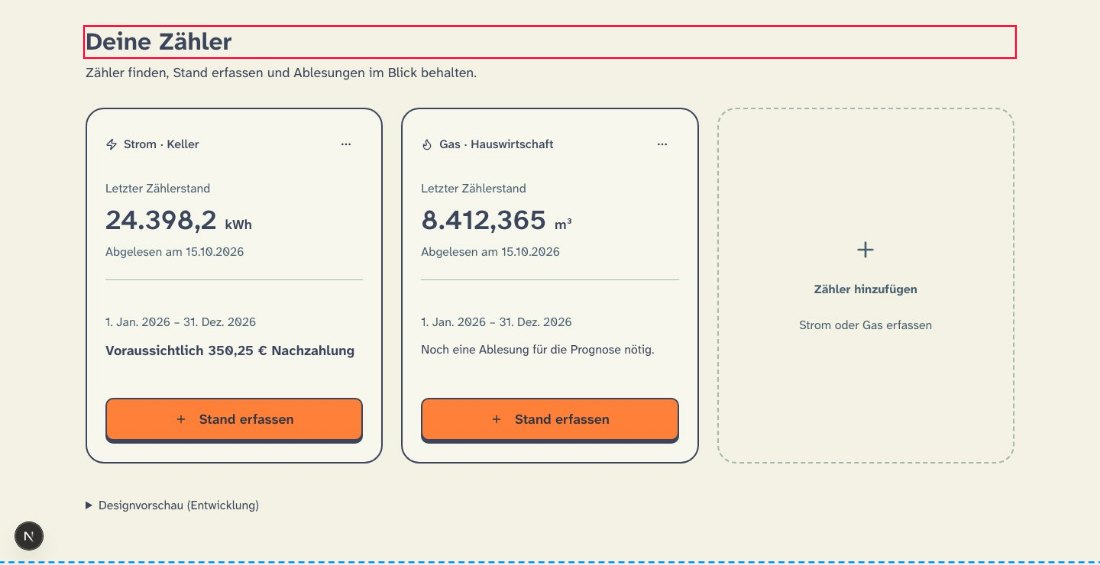 Deine Zähler
Zähler finden, Stand erfassen und Ablesungen im Blick behalten.
Strom · Keller ···
Letzter Zählerstand
24.398,2 kWh
Abgelesen am 15.10.2026
1. Jan. 2026 – 31. Dez. 2026
Voraussichtlich 350,25 € Nachzahlung
+ Stand erfassen
Gas · Hauswirtschaft ···
Letzter Zählerstand
8.412,365 m³
Abgelesen am 15.10.2026
1. Jan. 2026 – 31. Dez. 2026
Noch eine Ablesung für die Prognose nötig.
+ Stand erfassen
+
Zähler hinzufügen
Strom oder Gas erfassen
▶ Designvorschau (Entwicklung)
N